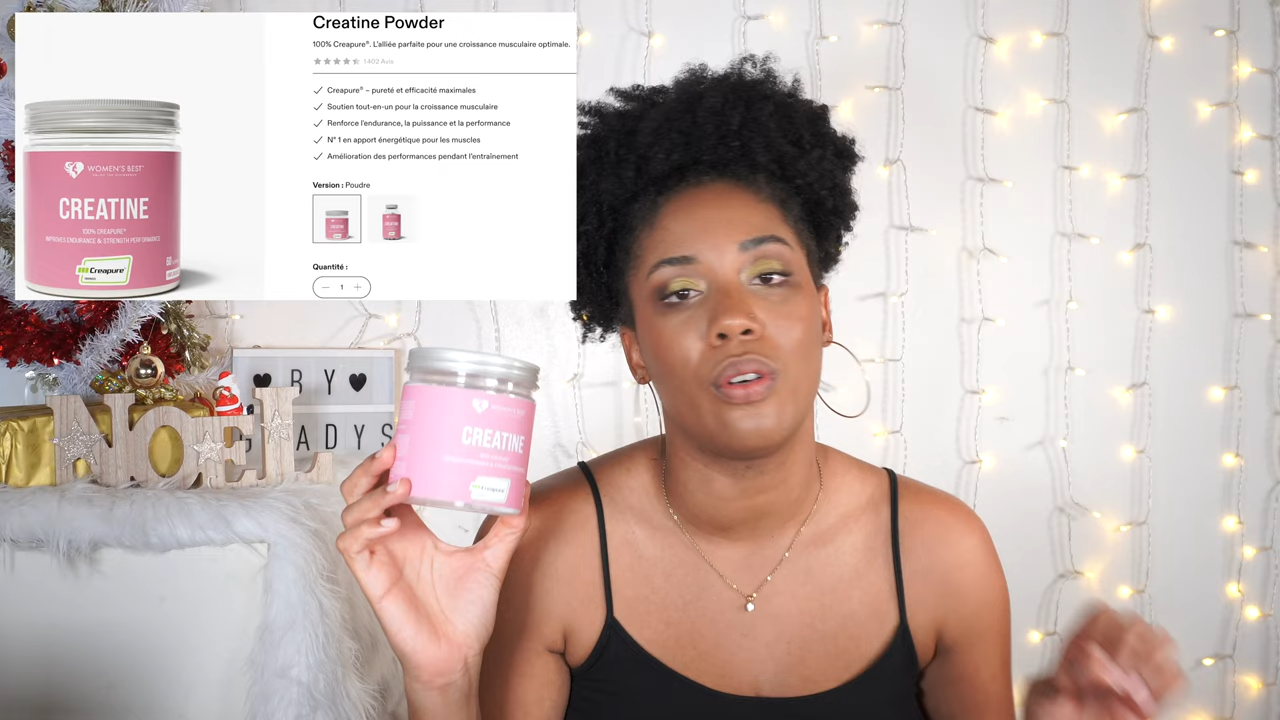 Creatine Powder
100% Creapure®. L'alliée parfaite pour une croissance musculaire optimale.
1402 Avis
Creapure® – pureté et efficacité maximales
Soutien tout-en-un pour la croissance musculaire
Renforce l'endurance, la puissance et la performance
N° 1 en apport énergétique pour les muscles
Amélioration des performances pendant l'entraînement
Version : Poudre
Quantité :
1
WOMEN'S BEST
CREATINE
100% CREAPURE®
IMPROVES ENDURANCE & STRENGTH PERFORMANCE
60
Creapure®
NOEL
BY
GLADYS
CREATINE
Creapure